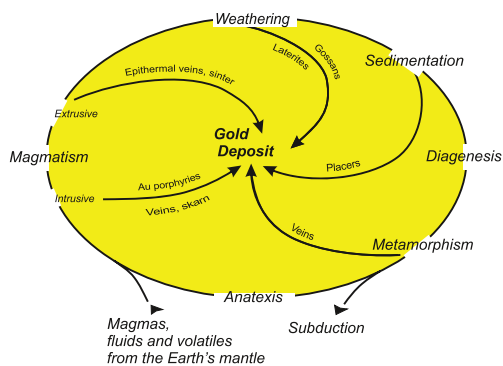 Weathering
Laterites
Gossans
Sedimentation
Epithermal veins, sinter
Extrusive
Gold
Deposit
Magmatism
Diagenesis
Placers
Au porphyries
Intrusive
Veins, skarn
Veins
Metamorphism
Anatexis
Magmas,
fluids and volatiles
from the Earth's mantle
Subduction